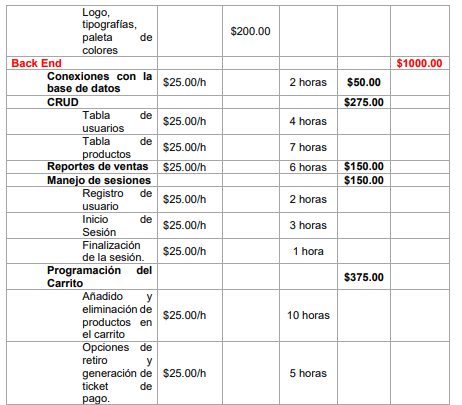 Logo,
tipografías,
paleta de
colores
$200.00
Back End $1000.00
Conexiones con la
base de datos
$25.00/h 2 horas $50.00
CRUD $275.00
Tabla de
usuarios
$25.00/h 4 horas
Tabla de
productos
$25.00/h 7 horas
Reportes de ventas $25.00/h 6 horas $150.00
Manejo de sesiones $150.00
Registro de
usuario
$25.00/h 2 horas
Inicio de
Sesión
$25.00/h 3 horas
Finalización
de la sesión.
$25.00/h 1 hora
Programación del
Carrito
$375.00
Añadido y
eliminación de
productos en
el carrito
$25.00/h 10 horas
Opciones de
retiro y
generación de
ticket de
pago.
$25.00/h 5 horas